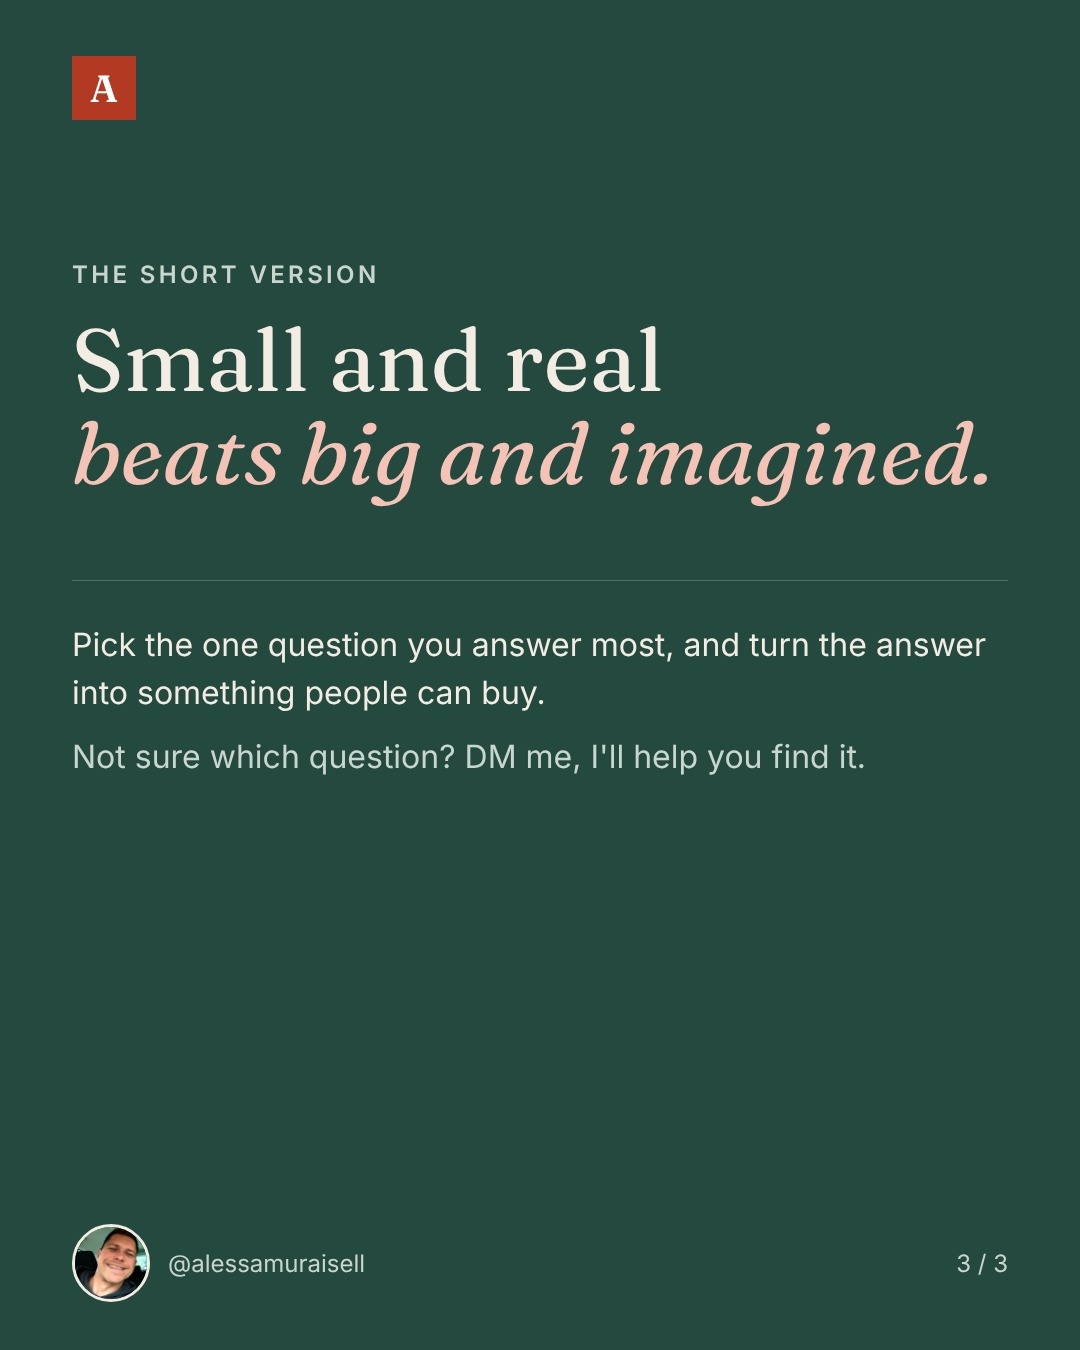 A
THE SHORT VERSION
Small and real
beats big and imagined.
Pick the one question you answer most, and turn the answer
into something people can buy.
Not sure which question? DM me, I'll help you find it.
@alessamuraisell
3 / 3